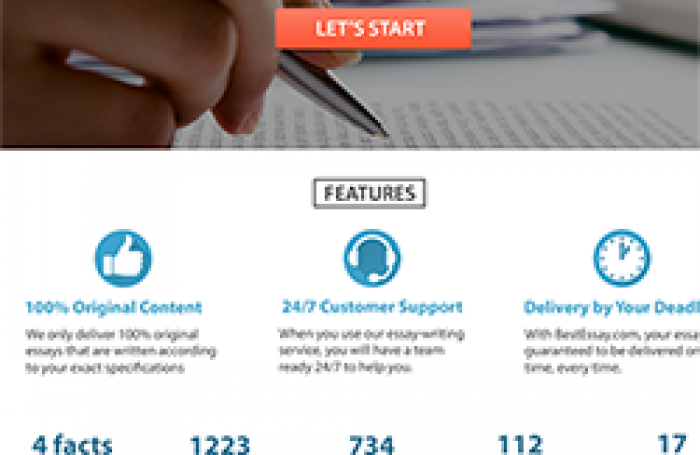 LET'S START
FEATURES
100% Original Content
We only deliver 100% original
essays that are written according
to your exact specifications
24/7 Customer Support
When you use our essay-writing
service, you will have a team
ready 24/7 to help you.
Delivery by Your Deadl
With BestEssay.com, your essa
guaranteed to be delivered on
time, every time.
4 facts
1223
734
112
17